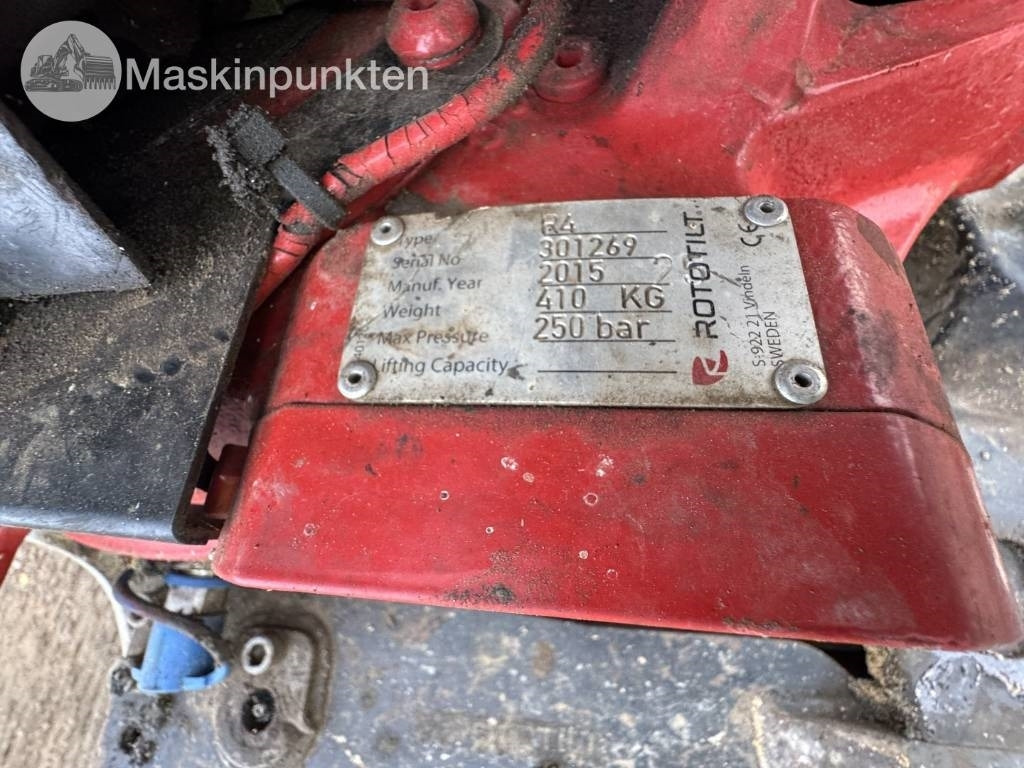 Maskinpunkten
Type R4
Serial No 301269
Manuf. Year 2015 2
Weight 410 KG
Max Pressure 250 bar
Lifting Capacity
ROTOTILT
CE
S-922 21 Vindeln
SWEDEN